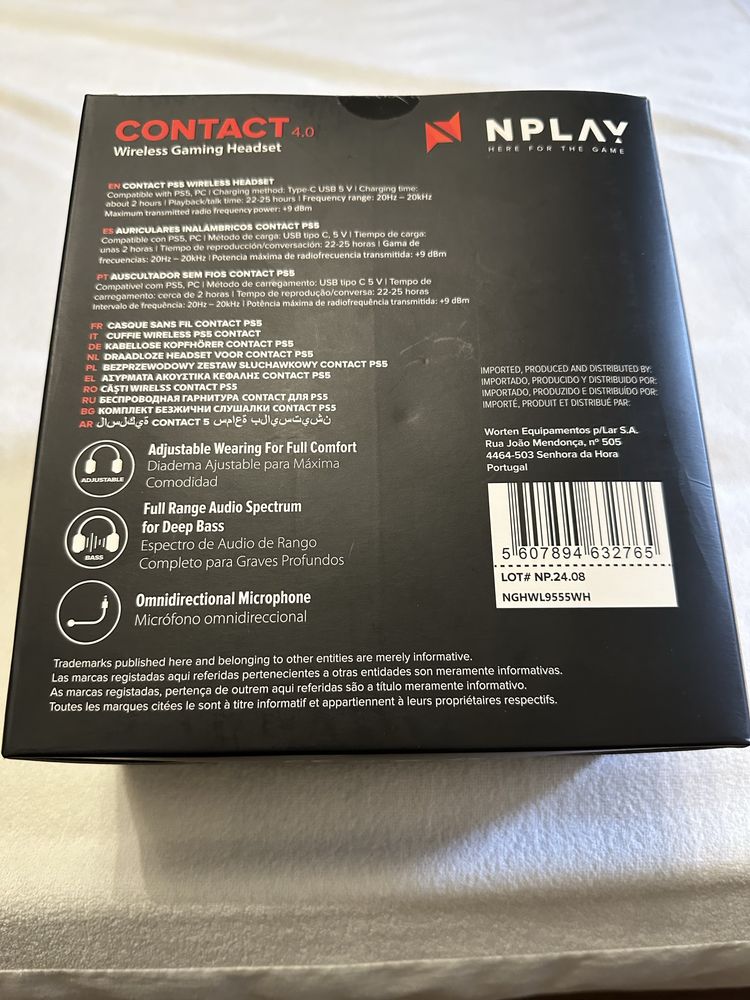 CONTACT 4.0
Wireless Gaming Headset
NPLAY
HERE FOR THE GAME
EN CONTACT PS5 WIRELESS HEADSET
Compatible with PS5, PC | Charging method: Type-C USB 5 V | Charging time:
about 2 hours | Playback/talk time: 22-25 hours | Frequency range: 20Hz – 20kHz
Maximum transmitted radio frequency power: +9 dBm
ES AURICULARES INALÁMBRICOS CONTACT PS5
Compatible con PS5, PC | Método de carga: USB tipo C, 5 V | Tiempo de carga:
unas 2 horas | Tiempo de reproducción/conversación: 22-25 horas | Gama de
frecuencias: 20Hz – 20kHz | Potencia máxima de radiofrecuencia transmitida: +9 dBm
PT AUSCULTADOR SEM FIOS CONTACT PS5
Compatível com PS5, PC | Método de carregamento: USB tipo C 5 V | Tempo de
carregamento: cerca de 2 horas | Tempo de reprodução/conversa: 22-25 horas
Intervalo de frequência: 20Hz – 20kHz | Potência máxima de radiofrequência transmitida: +9 dBm
FR CASQUE SANS FIL CONTACT PS5
IT CUFFIE WIRELESS PS5 CONTACT
DE KABELLOSE KOPFHÖRER CONTACT PS5
NL DRAADLOZE HEADSET VOOR CONTACT PS5
PL BEZPRZEWODOWY ZESTAW SŁUCHAWKOWY CONTACT PS5
EL ΑΣΥΡΜΑΤΑ ΑΚΟΥΣΤΙΚΑ ΚΕΦΑΛΗΣ CONTACT PS5
RO CĂȘTI WIRELSS CONTACT PS5
RU БЕСПРОВОДНАЯ ГАРНИТУРА CONTACT ДЛЯ PS5
BG КОМПЛЕКТ БЕЗЖИЧНИ СЛУШАЛКИ CONTACT PS5
AR لاسلكية CONTACT 5 سماعة بلايستيشن
ADJUSTABLE
Adjustable Wearing For Full Comfort
Diadema Ajustable para Máxima
Comodidad
BASS
Full Range Audio Spectrum
for Deep Bass
Espectro de Audio de Rango
Completo para Graves Profundos
Omnidirectional Microphone
Micrófono omnidireccional
IMPORTED, PRODUCED AND DISTRIBUTED BY:
IMPORTADO, PRODUCIDO Y DISTRIBUIDO POR:
IMPORTADO, PRODUZIDO E DISTRIBUÍDO POR:
IMPORTÉ, PRODUIT ET DISTRIBUÉ PAR:
Worten Equipamentos p/Lar S.A.
Rua João Mendonça, nº 505
4464-503 Senhora da Hora
Portugal
5 607894 632765
LOT# NP.24.08
NGHWL9555WH
Trademarks published here and belonging to other entities are merely informative.
Las marcas registadas aqui referidas pertenecientes a otras entidades son meramente informativas.
As marcas registadas, pertença de outrem aqui referidas são a título meramente informativo.
Toutes les marques citées le sont à titre informatif et appartiennent à leurs propriétaires respectifs.